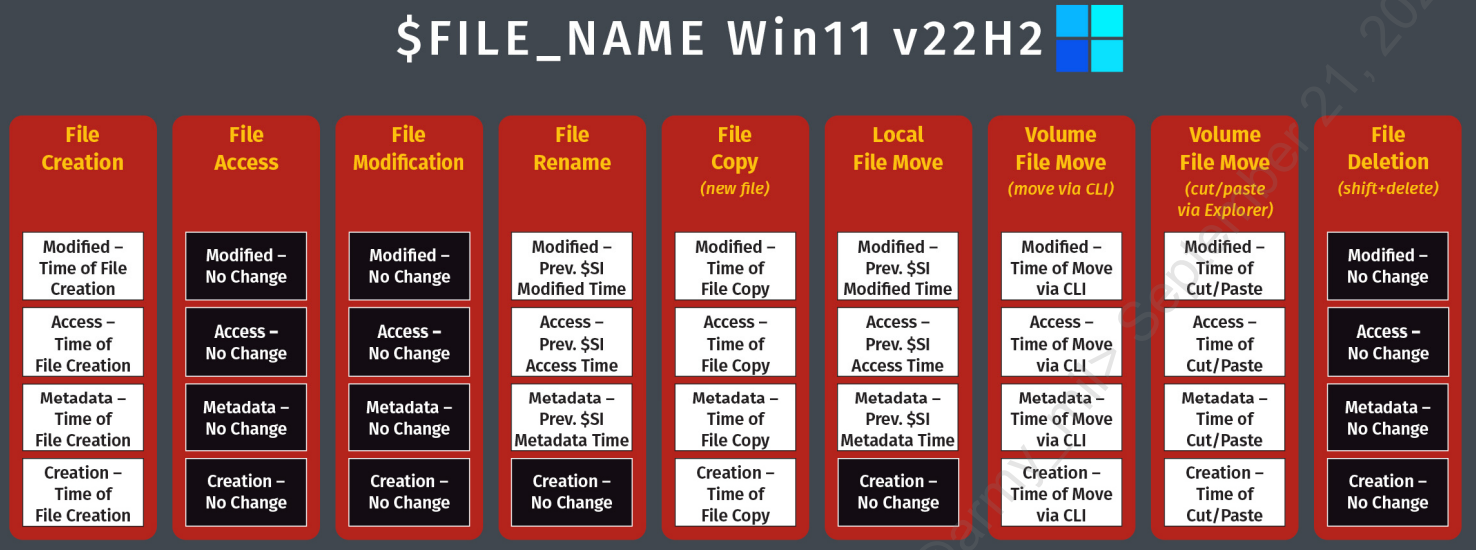 $FILE_NAME Win11 v22H2
File
Creation
Modified –
Time of File
Creation
Access –
Time of
File Creation
Metadata –
Time of
File Creation
Creation –
Time of
File Creation
File
Access
Modified –
No Change
Access –
No Change
Metadata –
No Change
Creation –
No Change
File
Modification
Modified –
No Change
Access –
No Change
Metadata –
No Change
Creation –
No Change
File
Rename
Modified –
Prev. $SI
Modified Time
Access –
Prev. $SI
Access Time
Metadata –
Prev. $SI
Metadata Time
Creation –
No Change
File
Copy
(new file)
Modified –
Time of
File Copy
Access –
Time of
File Copy
Metadata –
Time of
File Copy
Creation –
Time of
File Copy
Local
File Move
Modified –
Prev. $SI
Modified Time
Access –
Prev. $SI
Access Time
Metadata –
Prev. $SI
Metadata Time
Creation –
No Change
Volume
File Move
(move via CLI)
Modified –
Time of Move
via CLI
Access –
Time of Move
via CLI
Metadata –
Time of Move
via CLI
Creation –
Time of Move
via CLI
Volume
File Move
(cut/paste
via Explorer)
Modified –
Time of
Cut/Paste
Access –
Time of
Cut/Paste
Metadata –
Time of
Cut/Paste
Creation –
Time of
Cut/Paste
File
Deletion
(shift+delete)
Modified –
No Change
Access –
No Change
Metadata –
No Change
Creation –
No Change
September 21,